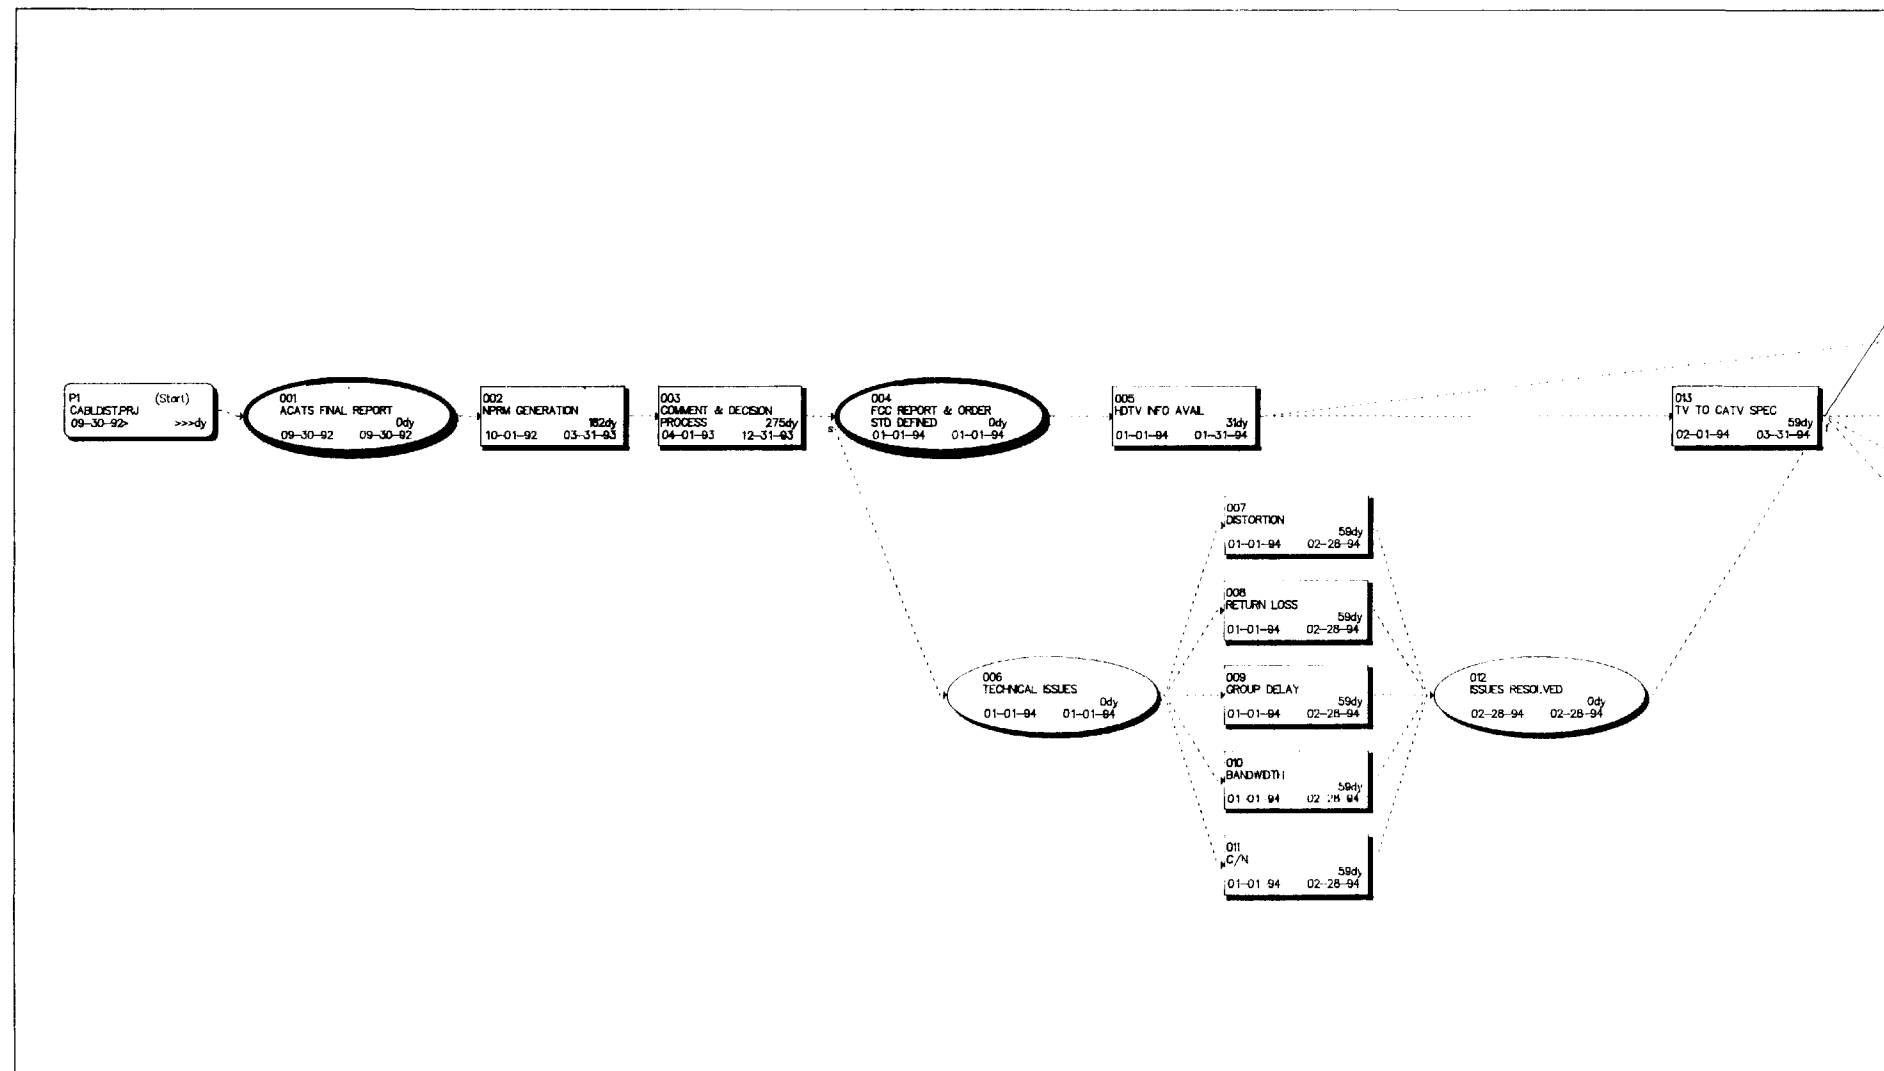 P1 (Start)
CABLDIST.PRJ
09-30-92> >>>dy
001
ACATS FINAL REPORT
0dy
09-30-92 09-30-92
002
NPRM GENERATION
182dy
10-01-92 03-31-93
003
COMMENT & DECISION
PROCESS 275dy
04-01-93 12-31-93
s
004
FCC REPORT & ORDER
STD DEFINED 0dy
01-01-94 01-01-94
005
HDTV INFO AVAIL
31dy
01-01-94 01-31-94
013
TV TO CATV SPEC
59dy
02-01-94 03-31-94
f
007
DISTORTION
59dy
01-01-94 02-28-94
008
RETURN LOSS
59dy
01-01-94 02-28-94
006
TECHNICAL ISSUES
0dy
01-01-94 01-01-94
009
GROUP DELAY
59dy
01-01-94 02-28-94
012
ISSUES RESOLVED
0dy
02-28-94 02-28-94
010
BANDWIDTH
59dy
01-01-94 02-28-94
011
C/N
59dy
01-01-94 02-28-94